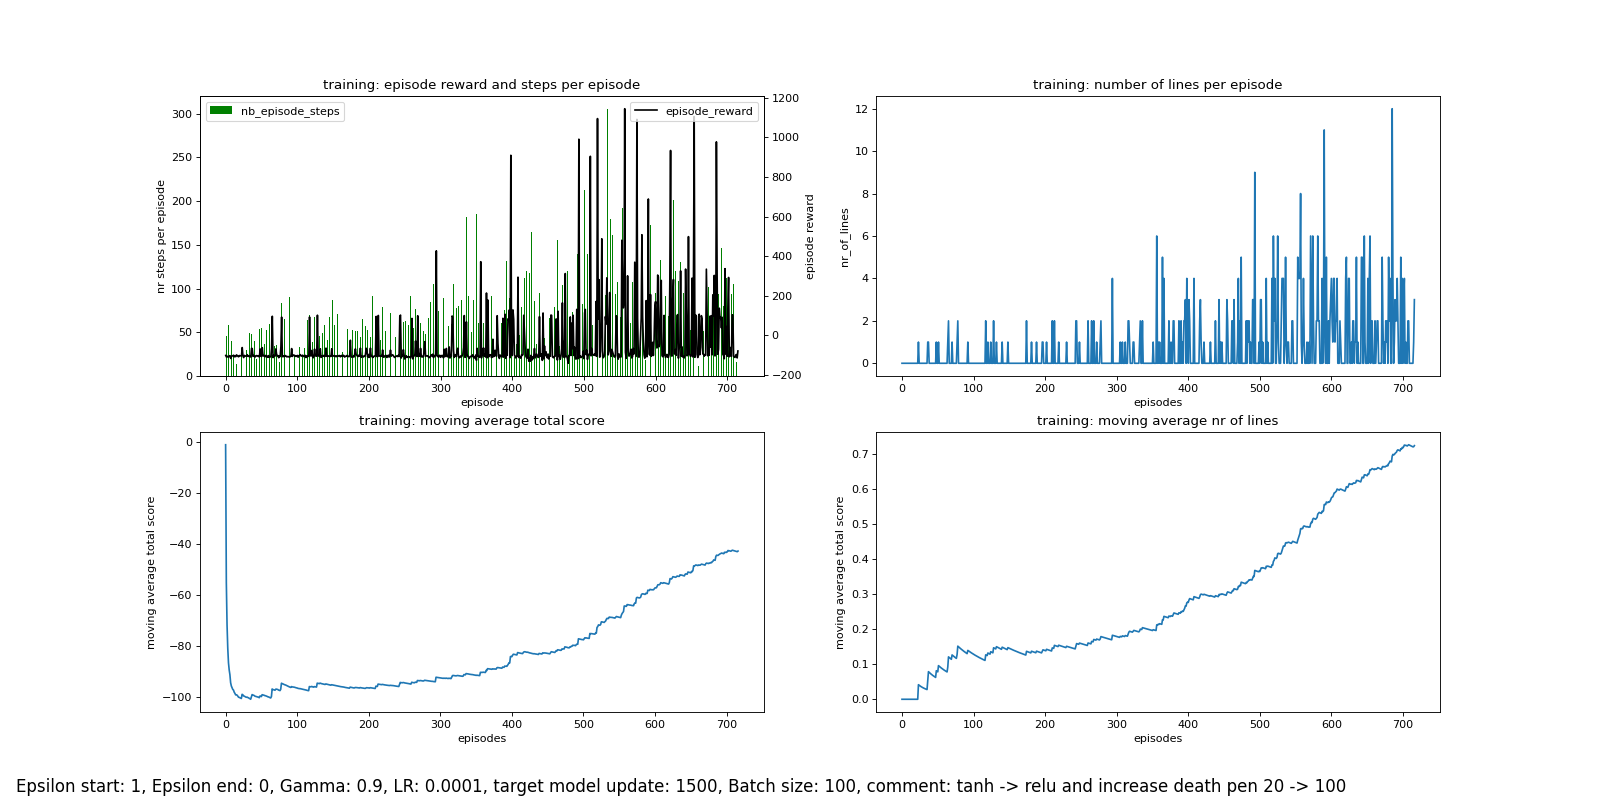 training: episode reward and steps per episode
nb_episode_steps
episode_reward
nr steps per episode
300
250
200
150
100
50
0
1200
1000
800
600
400
200
0
−200
episode reward
0 100 200 300 400 500 600 700
episode
training: number of lines per episode
nr_of_lines
12
10
8
6
4
2
0
0 100 200 300 400 500 600 700
episodes
training: moving average total score
moving average total score
0
−20
−40
−60
−80
−100
0 100 200 300 400 500 600 700
episodes
training: moving average nr of lines
moving average total score
0.7
0.6
0.5
0.4
0.3
0.2
0.1
0.0
0 100 200 300 400 500 600 700
episodes
Epsilon start: 1, Epsilon end: 0, Gamma: 0.9, LR: 0.0001, target model update: 1500, Batch size: 100, comment: tanh -> relu and increase death pen 20 -> 100